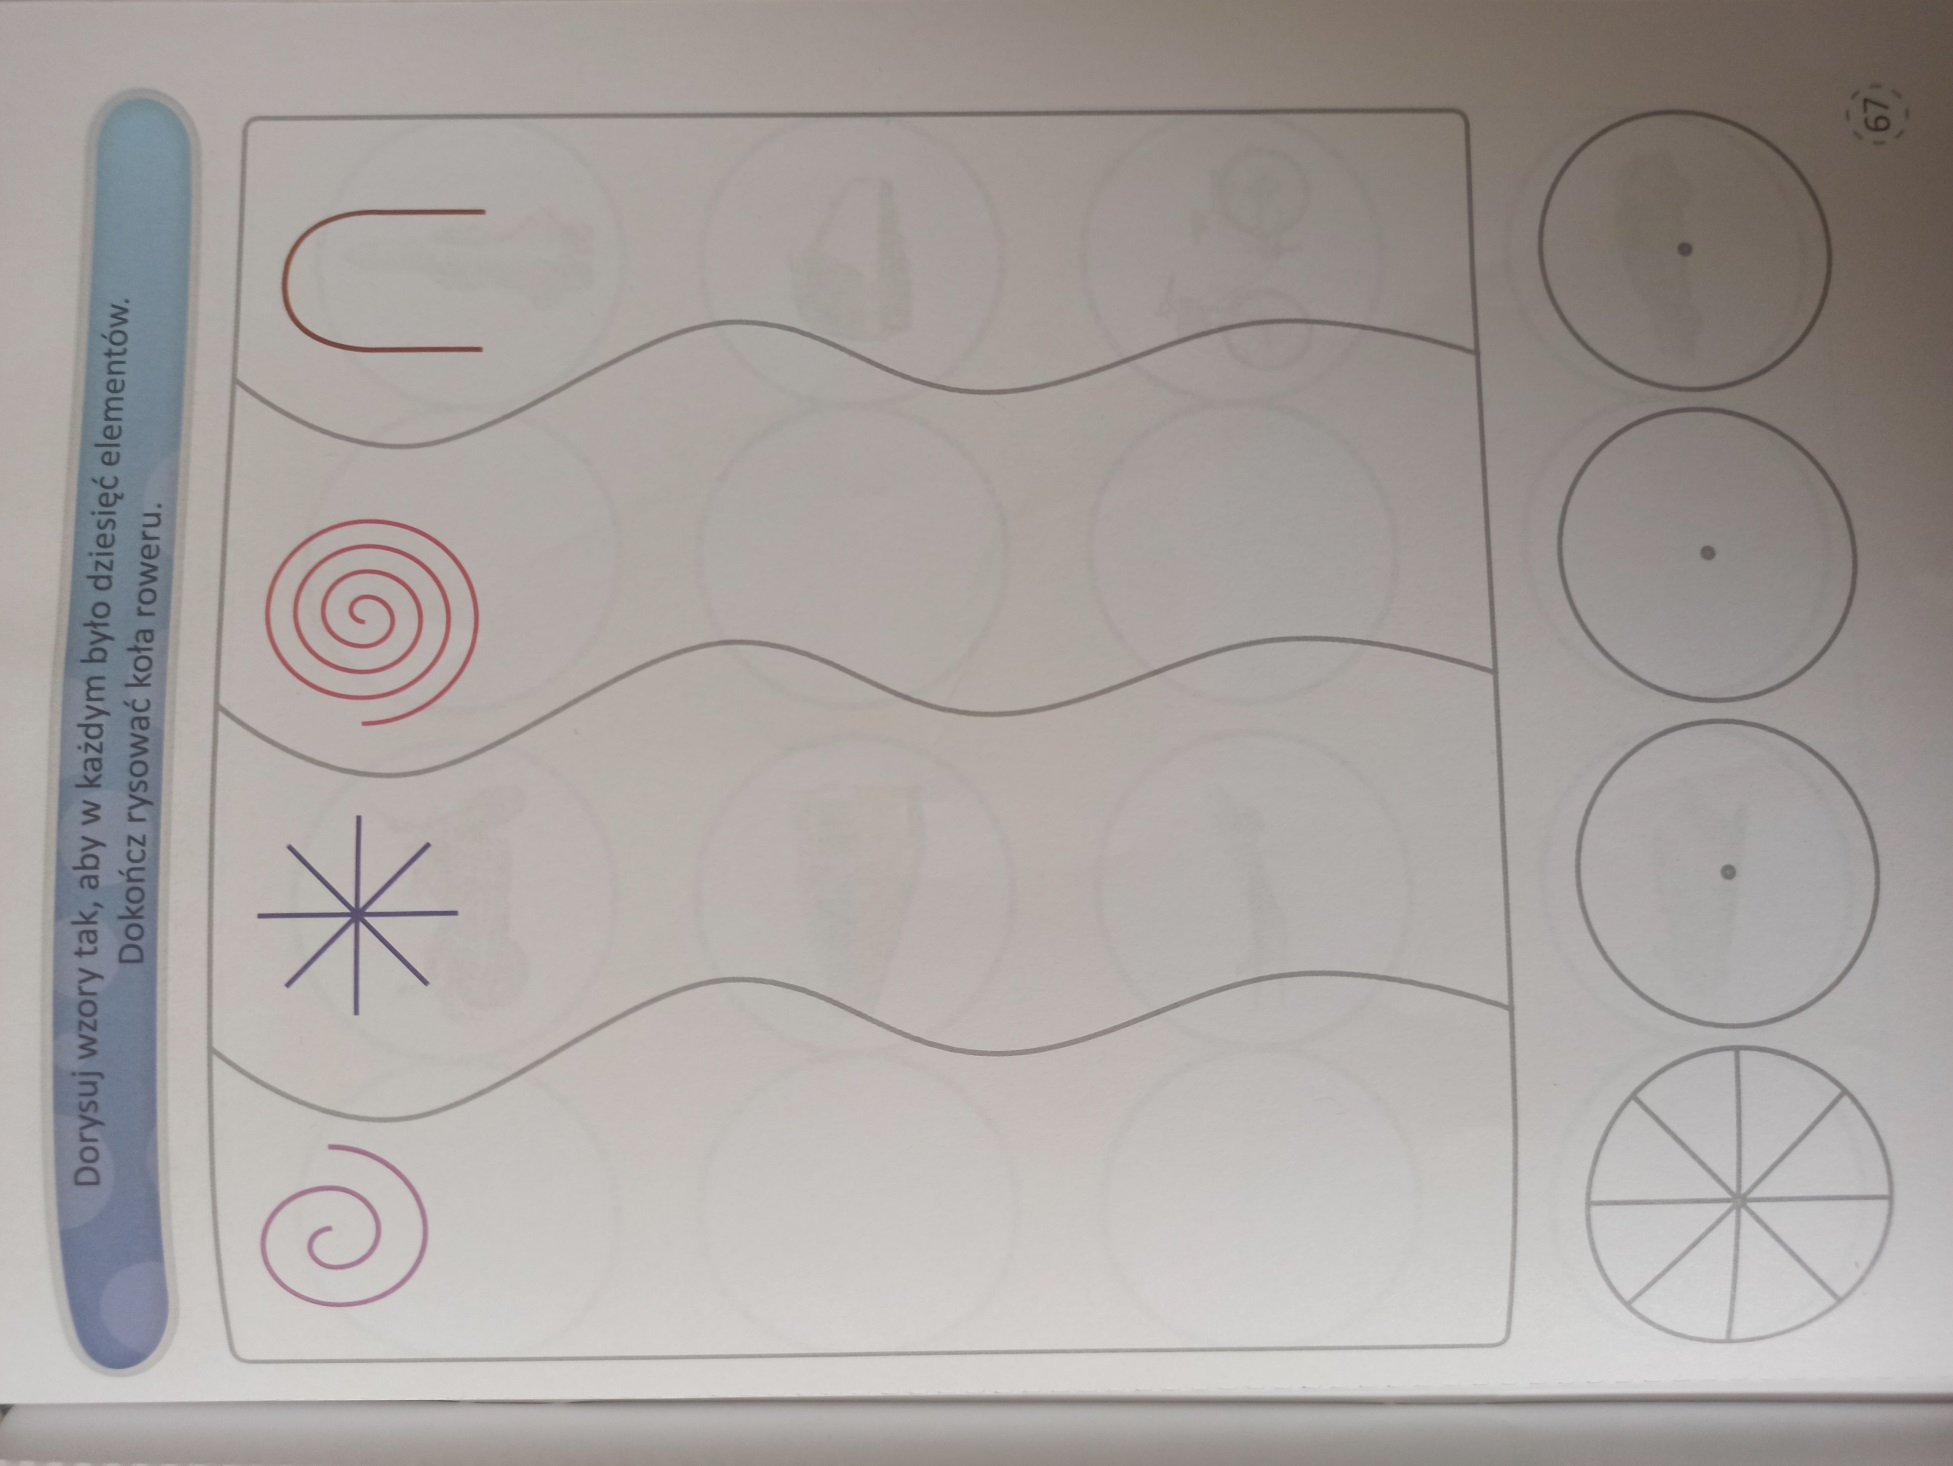 Dorysuj wzory tak, aby w każdym było dziesięć elementów.
Dokończ rysować koła roweru.
67